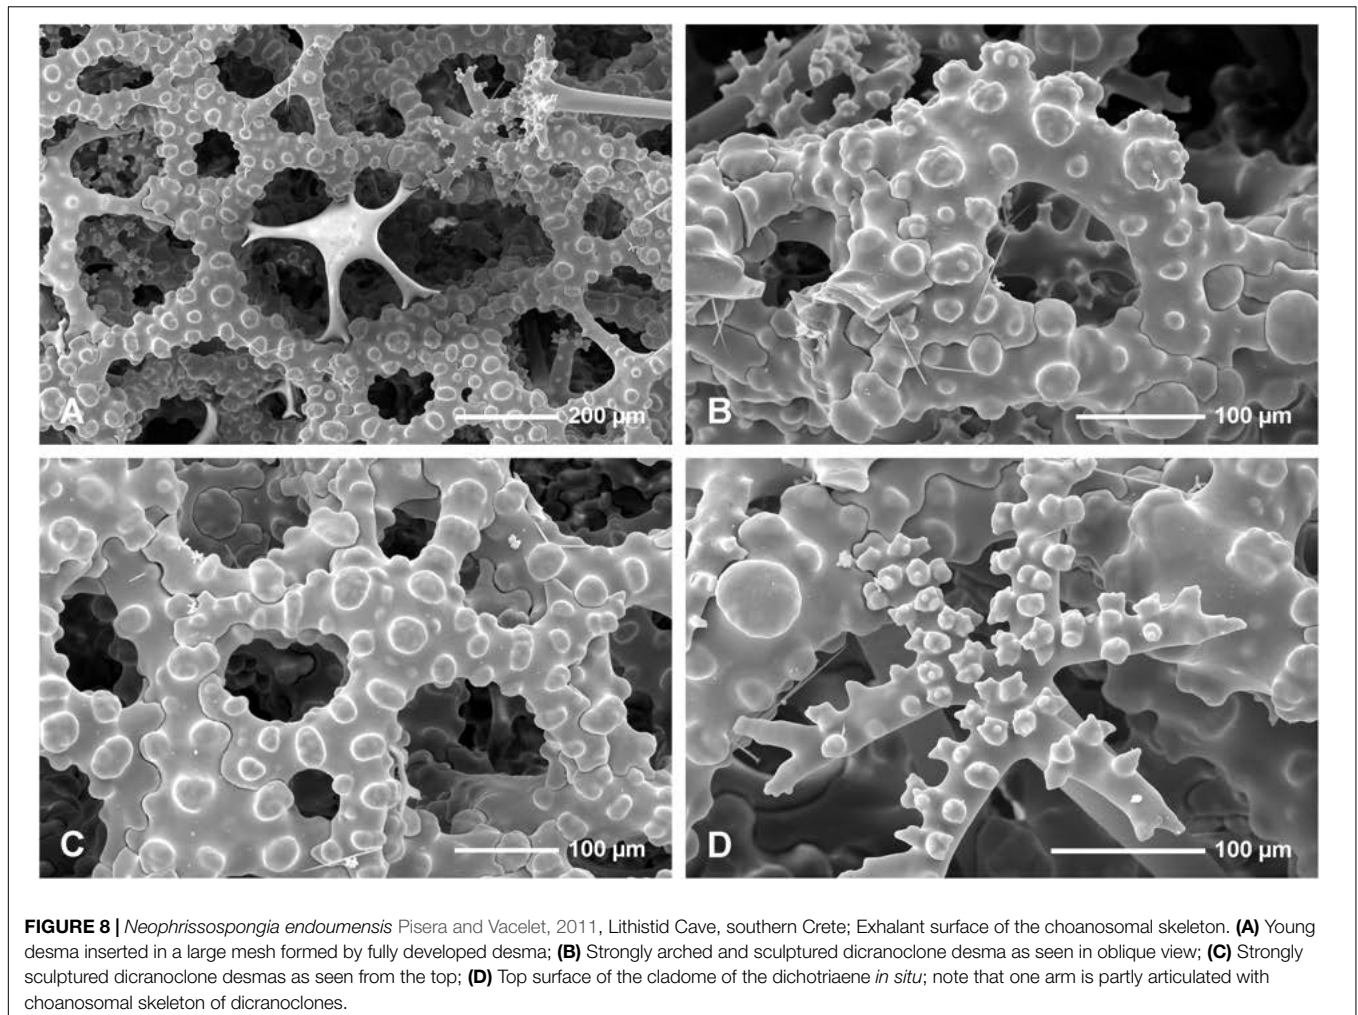 A
200 µm
B
100 µm
C
100 µm
D
100 µm
FIGURE 8 | Neophrissospongia endoumensis Pisera and Vacelet, 2011, Lithistid Cave, southern Crete; Exhalant surface of the choanosomal skeleton. (A) Young
desma inserted in a large mesh formed by fully developed desma; (B) Strongly arched and sculptured dicranoclone desma as seen in oblique view; (C) Strongly
sculptured dicranoclone desmas as seen from the top; (D) Top surface of the cladome of the dichotriaene in situ; note that one arm is partly articulated with
choanosomal skeleton of dicranoclones.